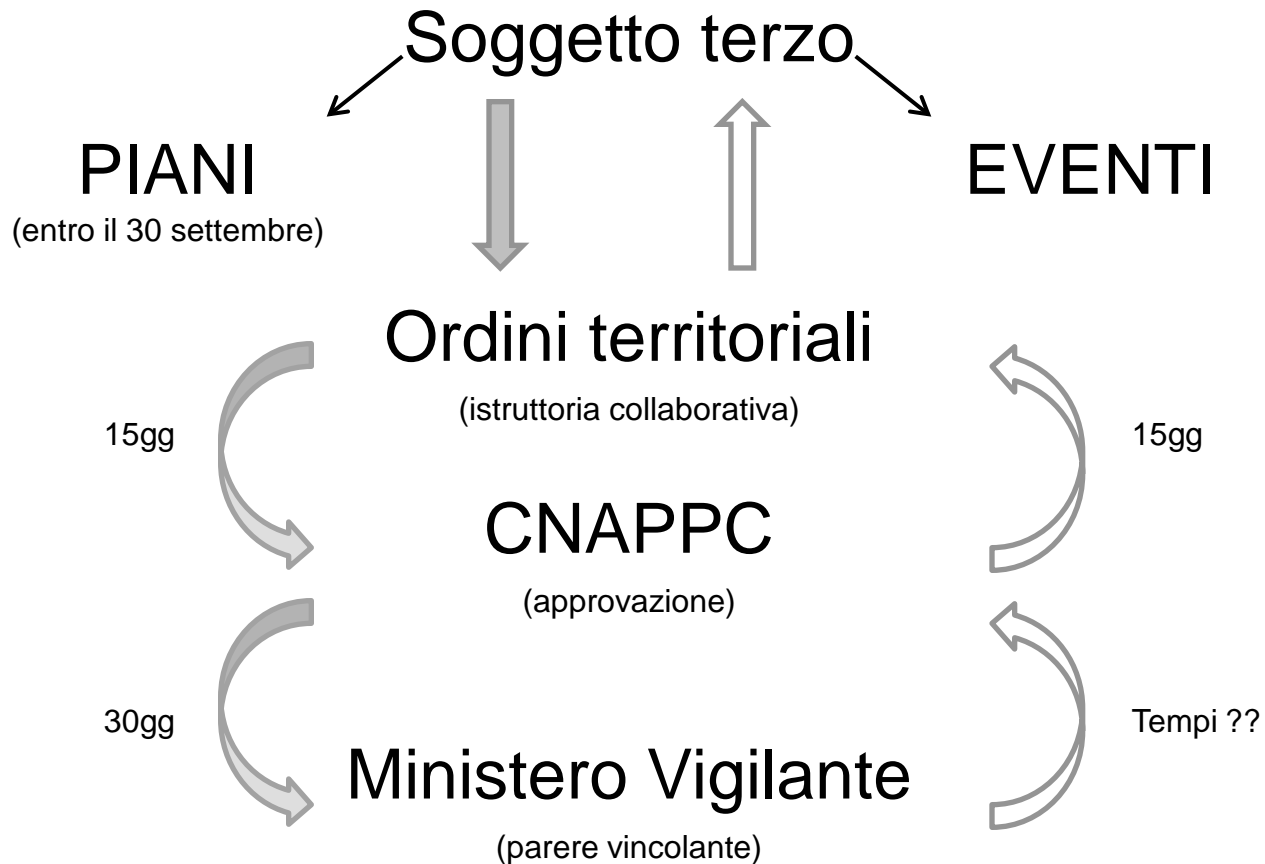 Soggetto terzo
PIANI
EVENTI
(entro il 30 settembre)
Ordini territoriali
(istruttoria collaborativa)
15gg
15gg
CNAPPC
(approvazione)
30gg
Tempi ??
Ministero Vigilante
(parere vincolante)